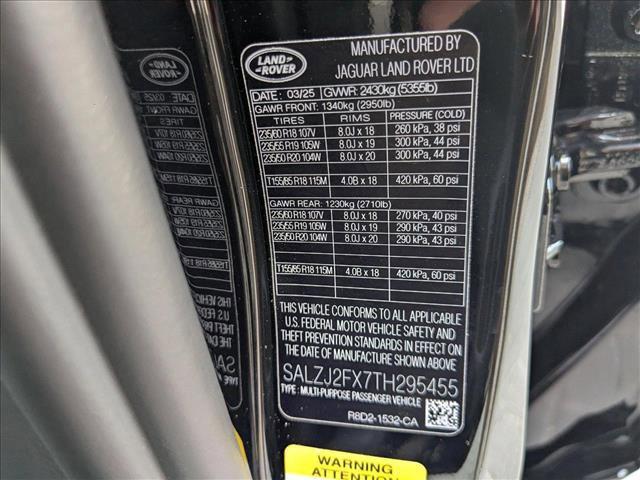 LAND ROVER
MANUFACTURED BY
JAGUAR LAND ROVER LTD
DATE : 03/25 GVWR: 2430kg (5355lb)
GAWR FRONT: 1340kg (2950lb)
TIRES RIMS PRESSURE (COLD)
235/60 R18 107V 8.0J x 18 260 kPa, 38 psi
235/55 R19 105W 8.0J x 19 300 kPa, 44 psi
235/50 R20 104W 8.0J x 20 300 kPa, 44 psi
T155/85 R18 115M 4.0B x 18 420 kPa, 60 psi
GAWR REAR: 1230kg (2710lb)
235/60 R18 107V 8.0J x 18 270 kPa, 40 psi
235/55 R19 105W 8.0J x 19 290 kPa, 43 psi
235/50 R20 104W 8.0J x 20 290 kPa, 43 psi
T155/85 R18 115M 4.0B x 18 420 kPa, 60 psi
THIS VEHICLE CONFORMS TO ALL APPLICABLE
U.S. FEDERAL MOTOR VEHICLE SAFETY AND
THEFT PREVENTION STANDARDS IN EFFECT ON
THE DATE OF MANUFACTURE SHOWN ABOVE
SALZJ2FX7TH295455
TYPE : MULTI-PURPOSE PASSENGER VEHICLE
R8D2-1532-CA
WARNING
ATTENTION